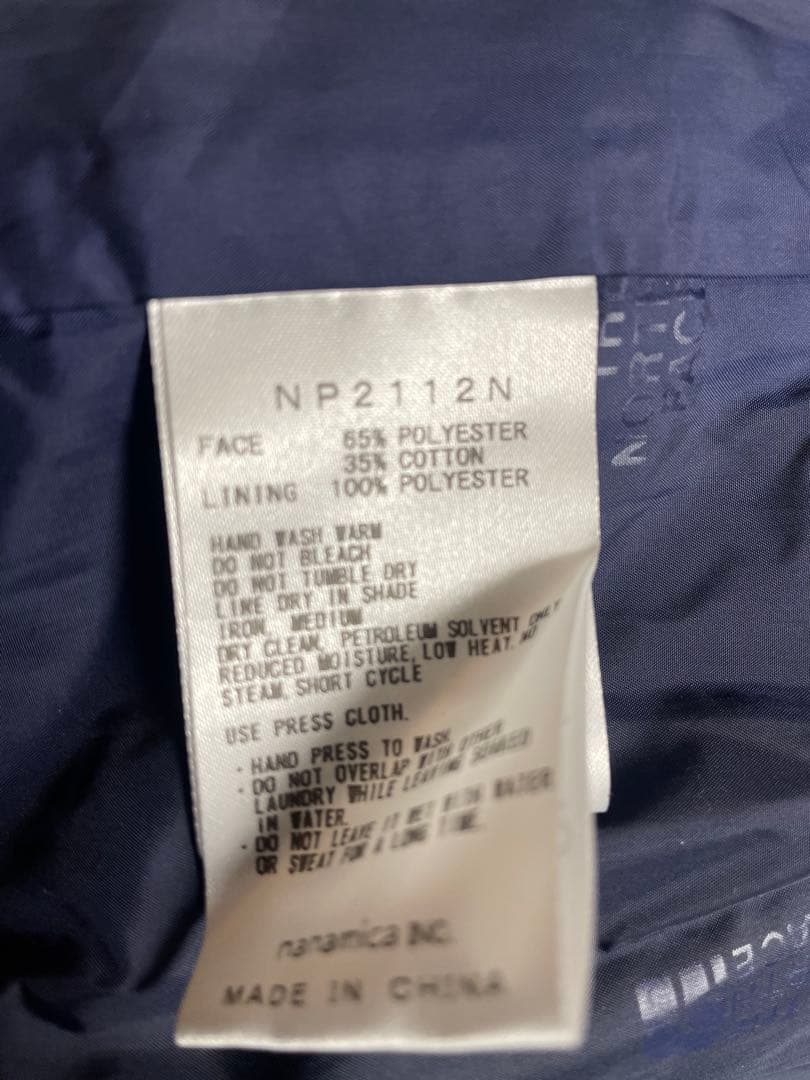 NP2112N
FACE 65% POLYESTER
35% COTTON
LINING 100% POLYESTER
HAND WASH WARM
DO NOT BLEACH
DO NOT TUMBLE DRY
LINE DRY IN SHADE
IRON, MEDIUM
DRY CLEAN, PETROLEUM SOLVENT ONLY
REDUCED MOISTURE, LOW HEAT, NO
STEAM, SHORT CYCLE
USE PRESS CLOTH.
・HAND PRESS TO WASH
・DO NOT OVERLAP WITH OTHER
LAUNDRY WHILE LEAVING SOAKED
IN WATER.
・DO NOT LEAVE IT WET WITH WATER
OR SWEAT FOR A LONG TIME.
nanamica INC.
MADE IN CHINA
NORTH